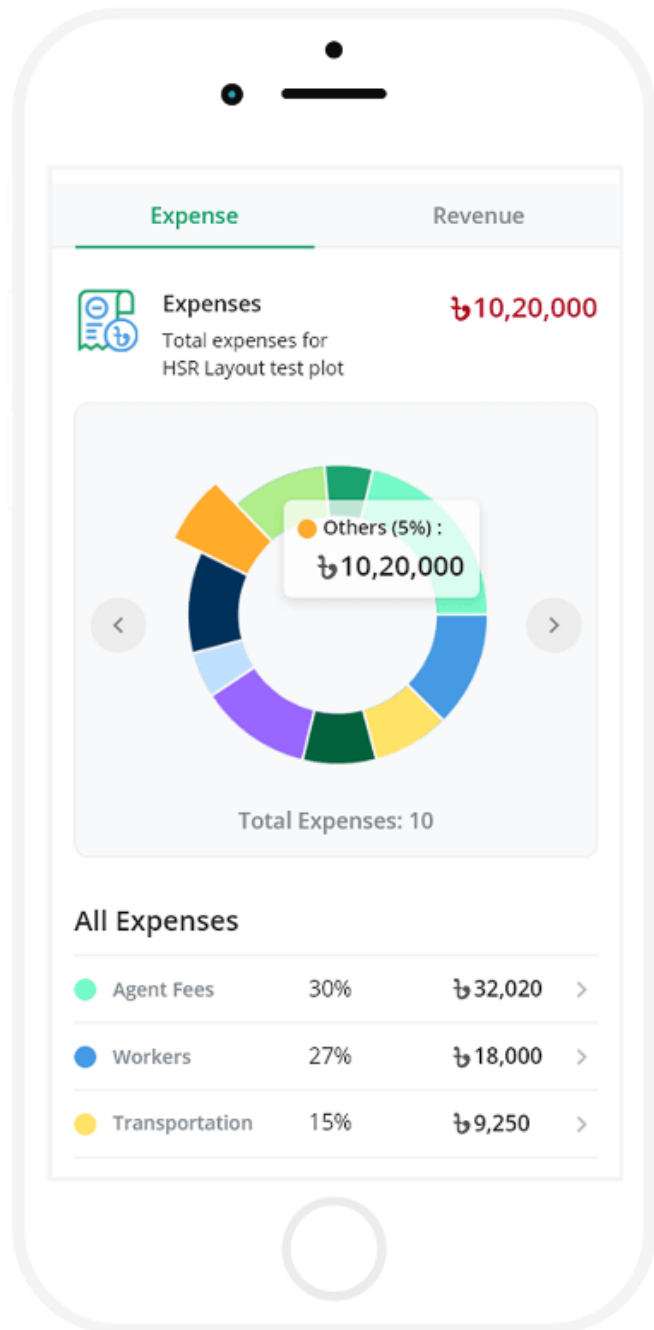 Expense
Revenue
Expenses
৳10,20,000
Total expenses for
HSR Layout test plot
Others (5%) :
৳10,20,000
Total Expenses: 10
All Expenses
Agent Fees 30% ৳32,020
Workers 27% ৳18,000
Transportation 15% ৳9,250